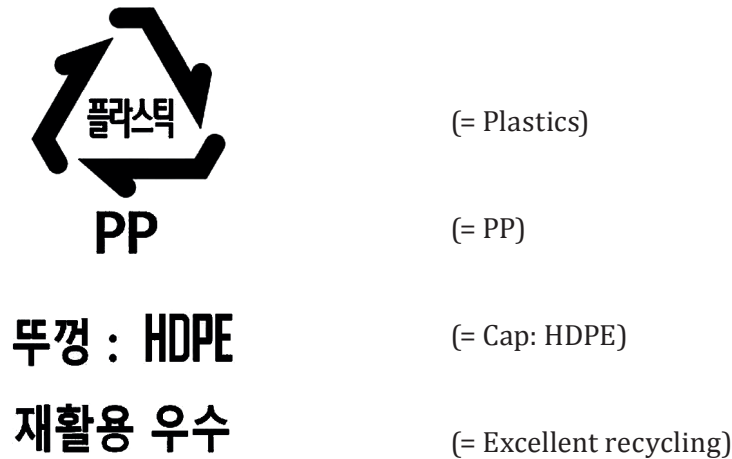 플라스틱 (= Plastics)
PP (= PP)
뚜껑 : HDPE (= Cap: HDPE)
재활용 우수 (= Excellent recycling)